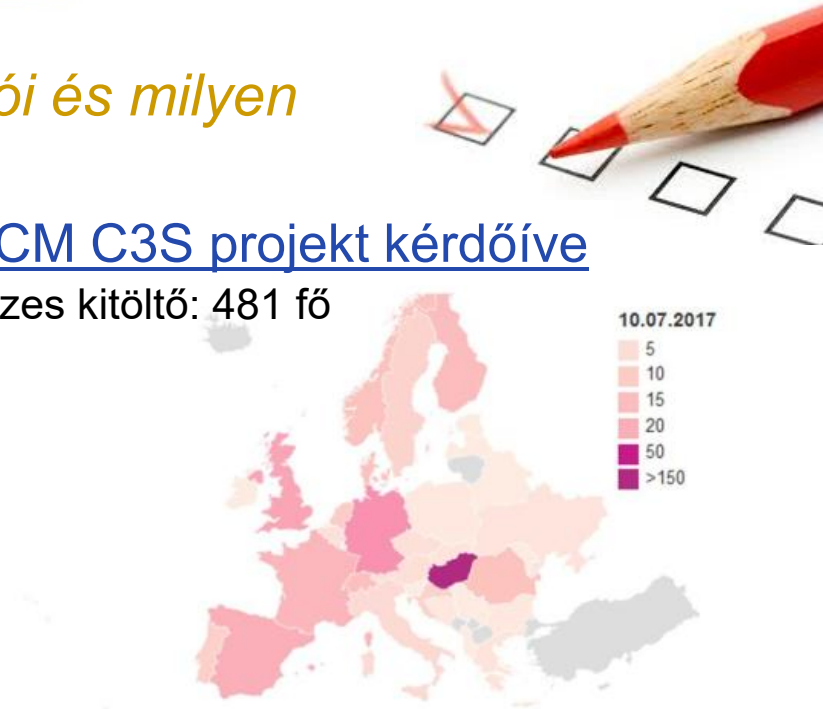 ói és milyen
CM C3S projekt kérdőíve
zes kitöltő: 481 fő
10.07.2017
5
10
15
20
50
>150